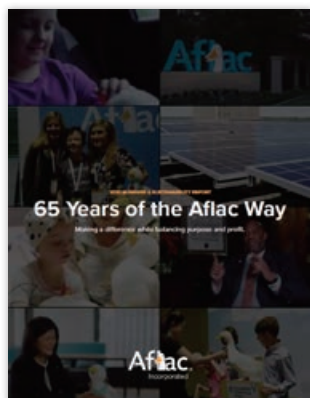 Aflac
65 Years of the Aflac Way
Making a difference while balancing purpose and profit.
Aflac
Incorporated